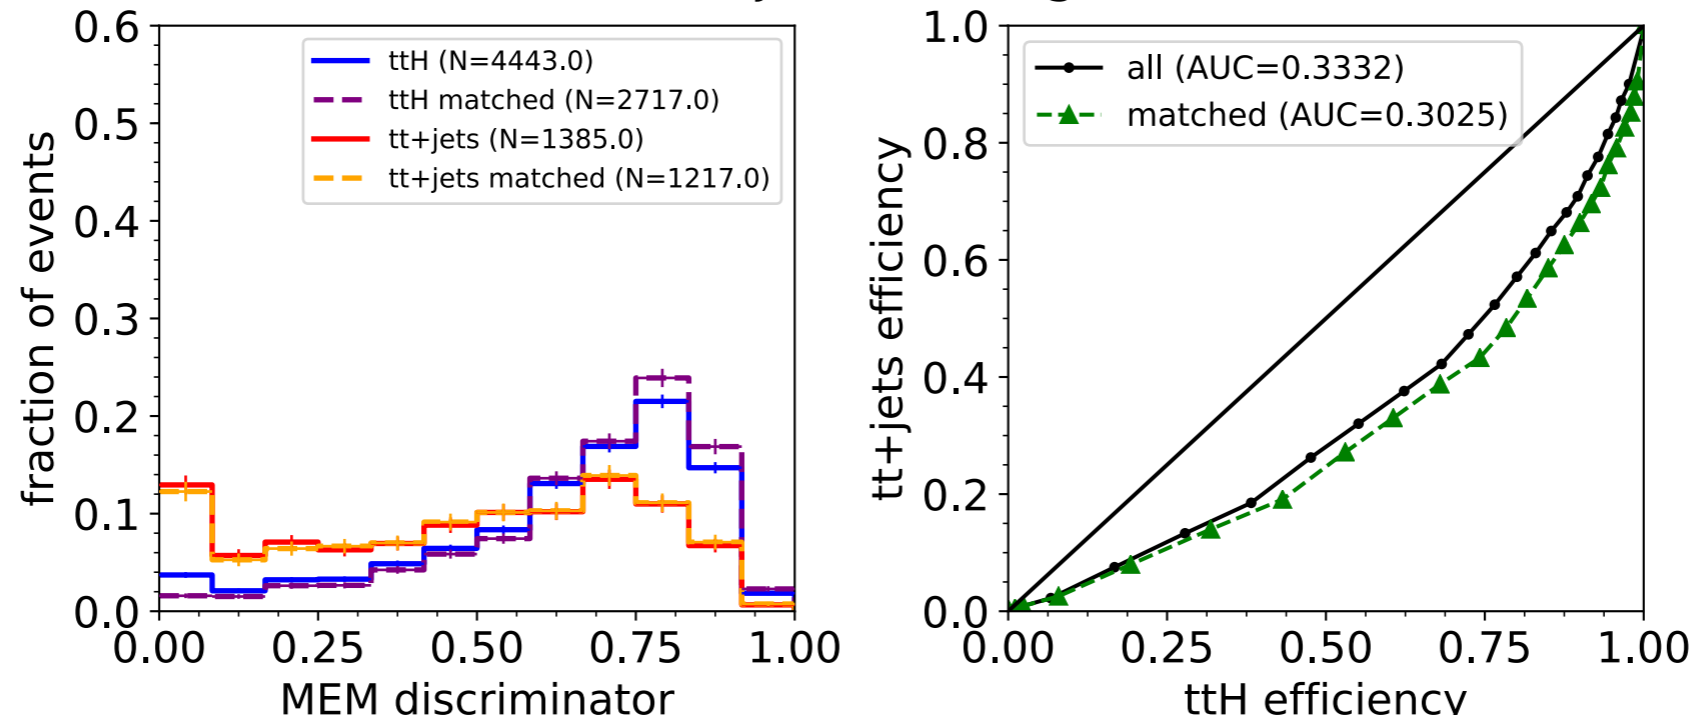 0.6
0.5
0.4
0.3
0.2
0.1
0.0
fraction of events
ttH (N=4443.0)
ttH matched (N=2717.0)
tt+jets (N=1385.0)
tt+jets matched (N=1217.0)
0.00 0.25 0.50 0.75 1.00
MEM discriminator
1.0
0.8
0.6
0.4
0.2
0.0
tt+jets efficiency
all (AUC=0.3332)
matched (AUC=0.3025)
0.00 0.25 0.50 0.75 1.00
ttH efficiency